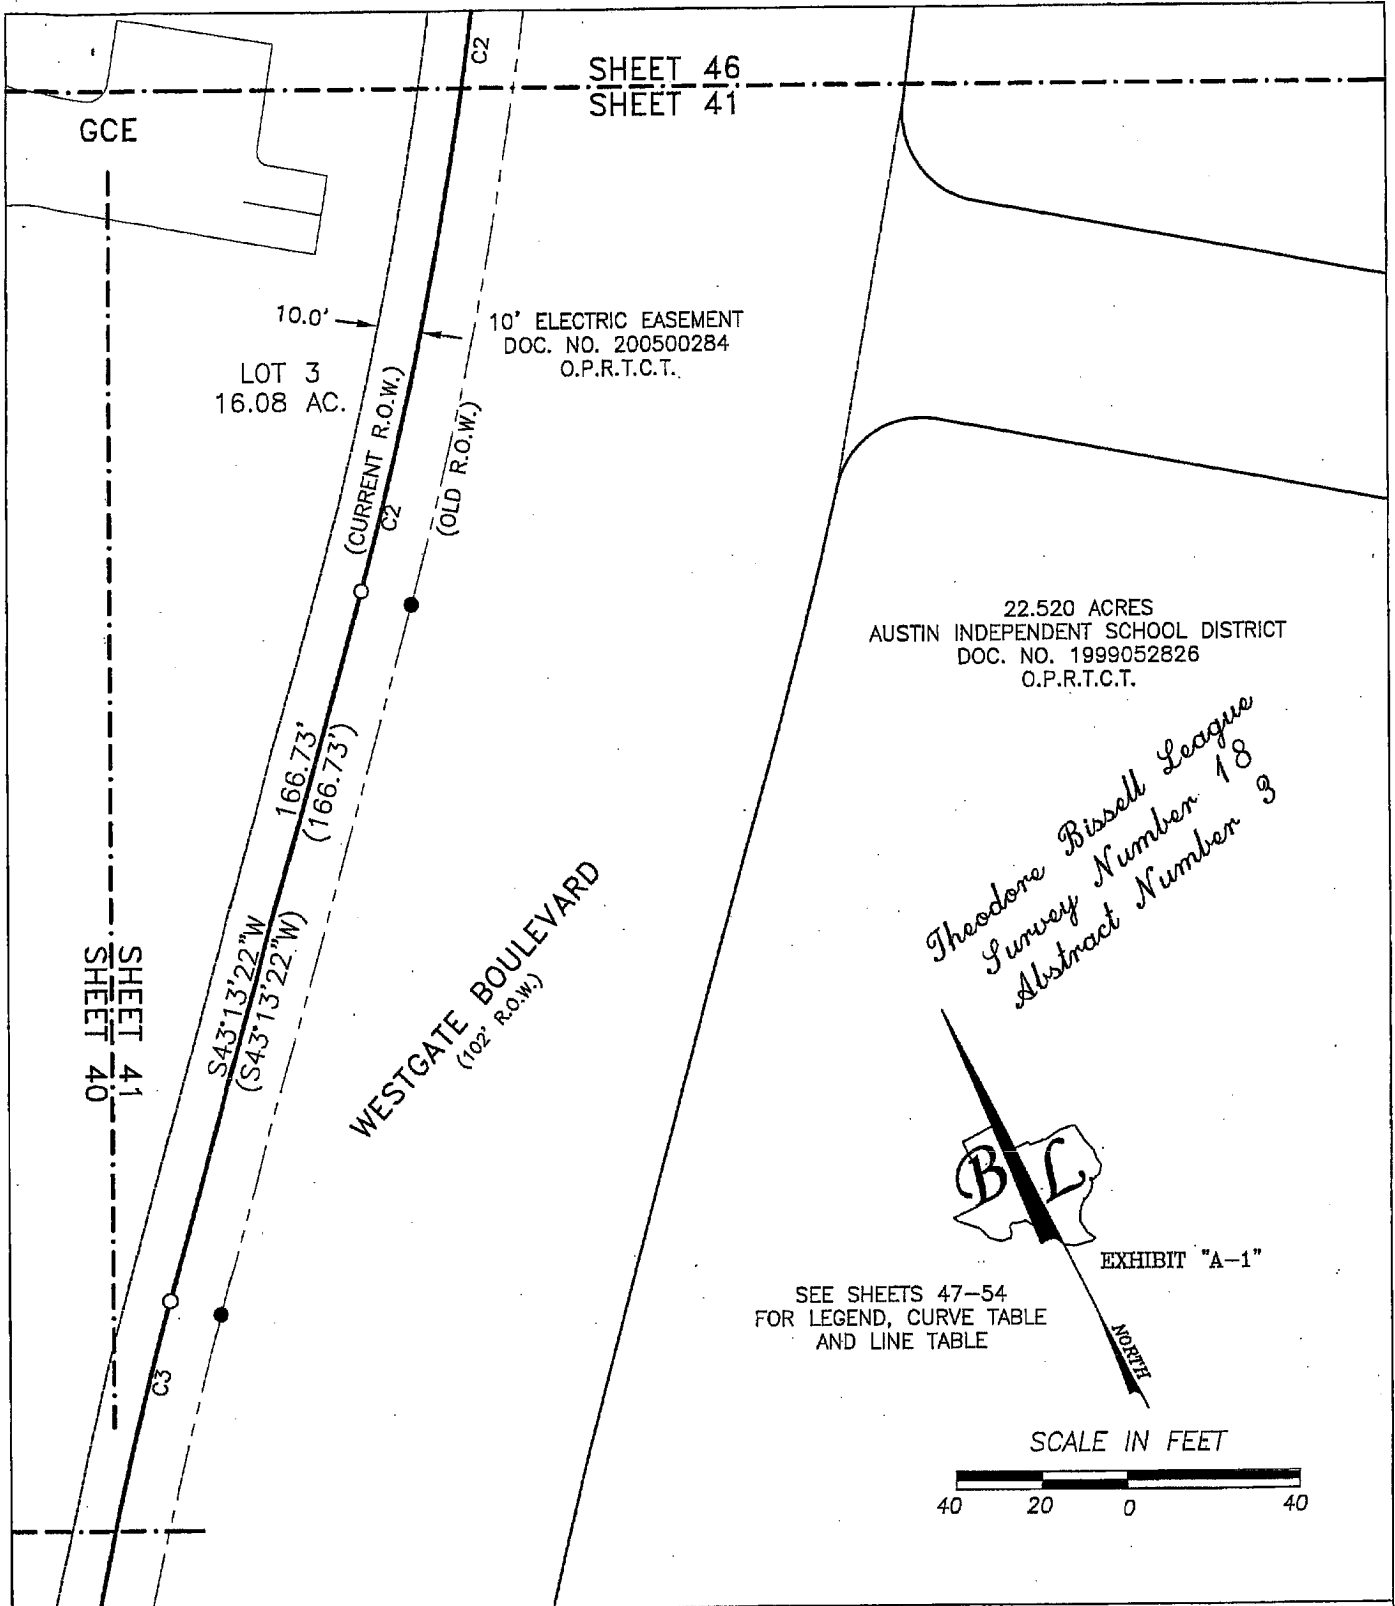 C2
SHEET 46
SHEET 41
GCE
10.0'
10' ELECTRIC EASEMENT
DOC. NO. 200500284
O.P.R.T.C.T.
LOT 3
16.08 AC.
(CURRENT R.O.W.)
C2
(OLD R.O.W.)
22.520 ACRES
AUSTIN INDEPENDENT SCHOOL DISTRICT
DOC. NO. 1999052826
O.P.R.T.C.T.
166.73'
(166.73')
Theodore Bissell League
Survey Number 18
Abstract Number 3
S43°13'22"W
(S43°13'22"W)
WESTGATE BOULEVARD
(102' R.O.W.)
SHEET 41
SHEET 40
B L
EXHIBIT "A-1"
SEE SHEETS 47-54
FOR LEGEND, CURVE TABLE
AND LINE TABLE
NORTH
C3
SCALE IN FEET
40 20 0 40